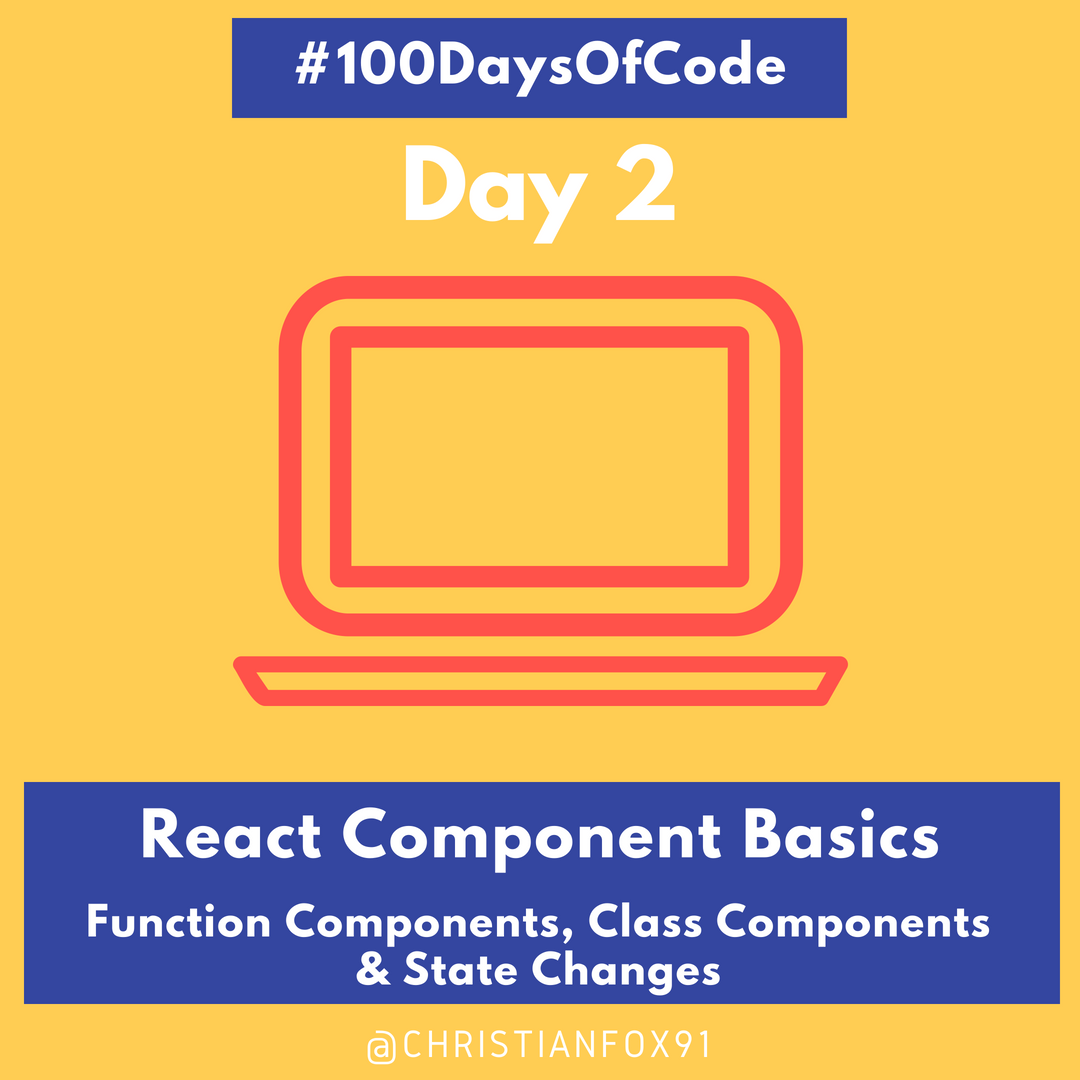 #100DaysOfCode
Day 2
React Component Basics
Function Components, Class Components
& State Changes
@CHRISTIANFOX91